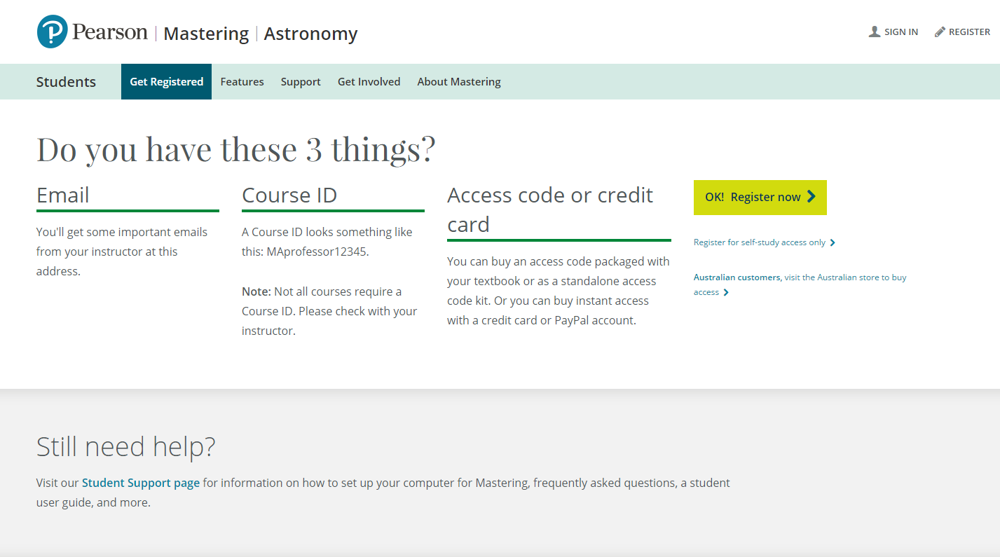 Pearson | Mastering | Astronomy
SIGN IN
REGISTER
Students
Get Registered
Features
Support
Get Involved
About Mastering
Do you have these 3 things?
Email
You'll get some important emails
from your instructor at this
address.
Course ID
A Course ID looks something like
this: MAprofessor12345.
Note: Not all courses require a
Course ID. Please check with your
instructor.
Access code or credit
card
You can buy an access code packaged with
your textbook or as a standalone access
code kit. Or you can buy instant access
with a credit card or PayPal account.
OK! Register now
Register for self-study access only
Australian customers, visit the Australian store to buy
access
Still need help?
Visit our Student Support page for information on how to set up your computer for Mastering, frequently asked questions, a student
user guide, and more.